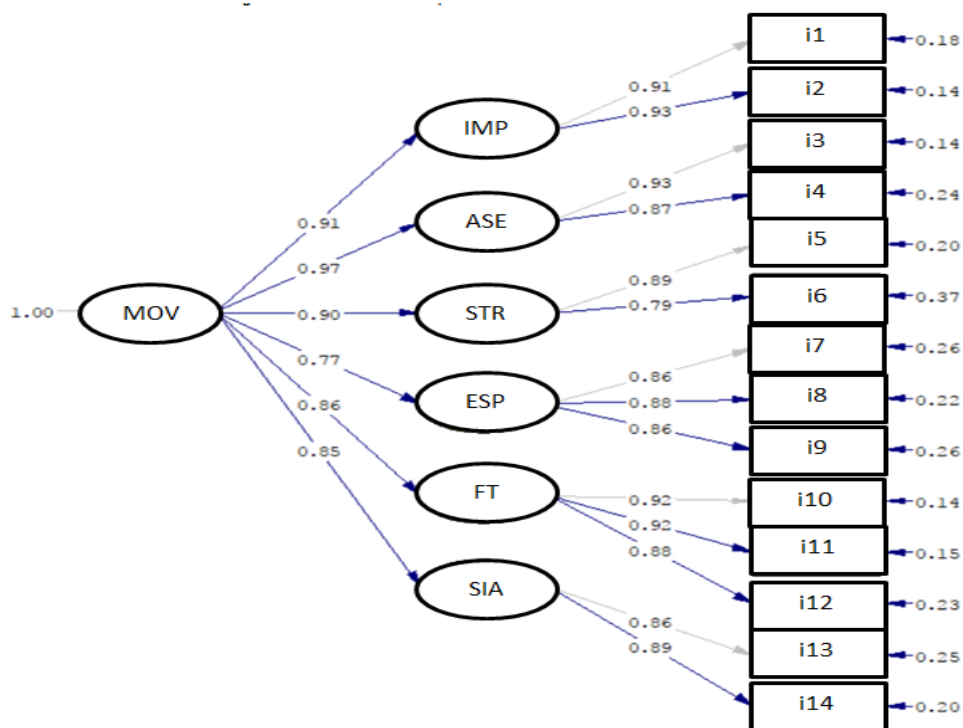 i1
0.18
0.91
i2
0.14
IMP
0.93
i3
0.14
0.93
i4
0.24
ASE
0.87
0.91
i5
0.20
0.97
0.89
i6
0.37
1.00
MOV
0.90
STR
0.79
i7
0.26
0.77
0.86
i8
0.22
ESP
0.88
0.86
0.86
i9
0.26
0.85
FT
0.92
i10
0.14
0.92
i11
0.15
0.88
SIA
i12
0.23
0.86
i13
0.25
0.89
i14
0.20